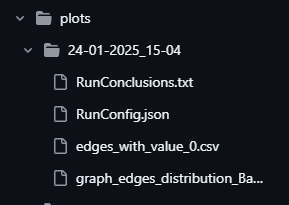 plots
24-01-2025_15-04
RunConclusions.txt
RunConfig.json
edges_with_value_0.csv
graph_edges_distribution_Ba...